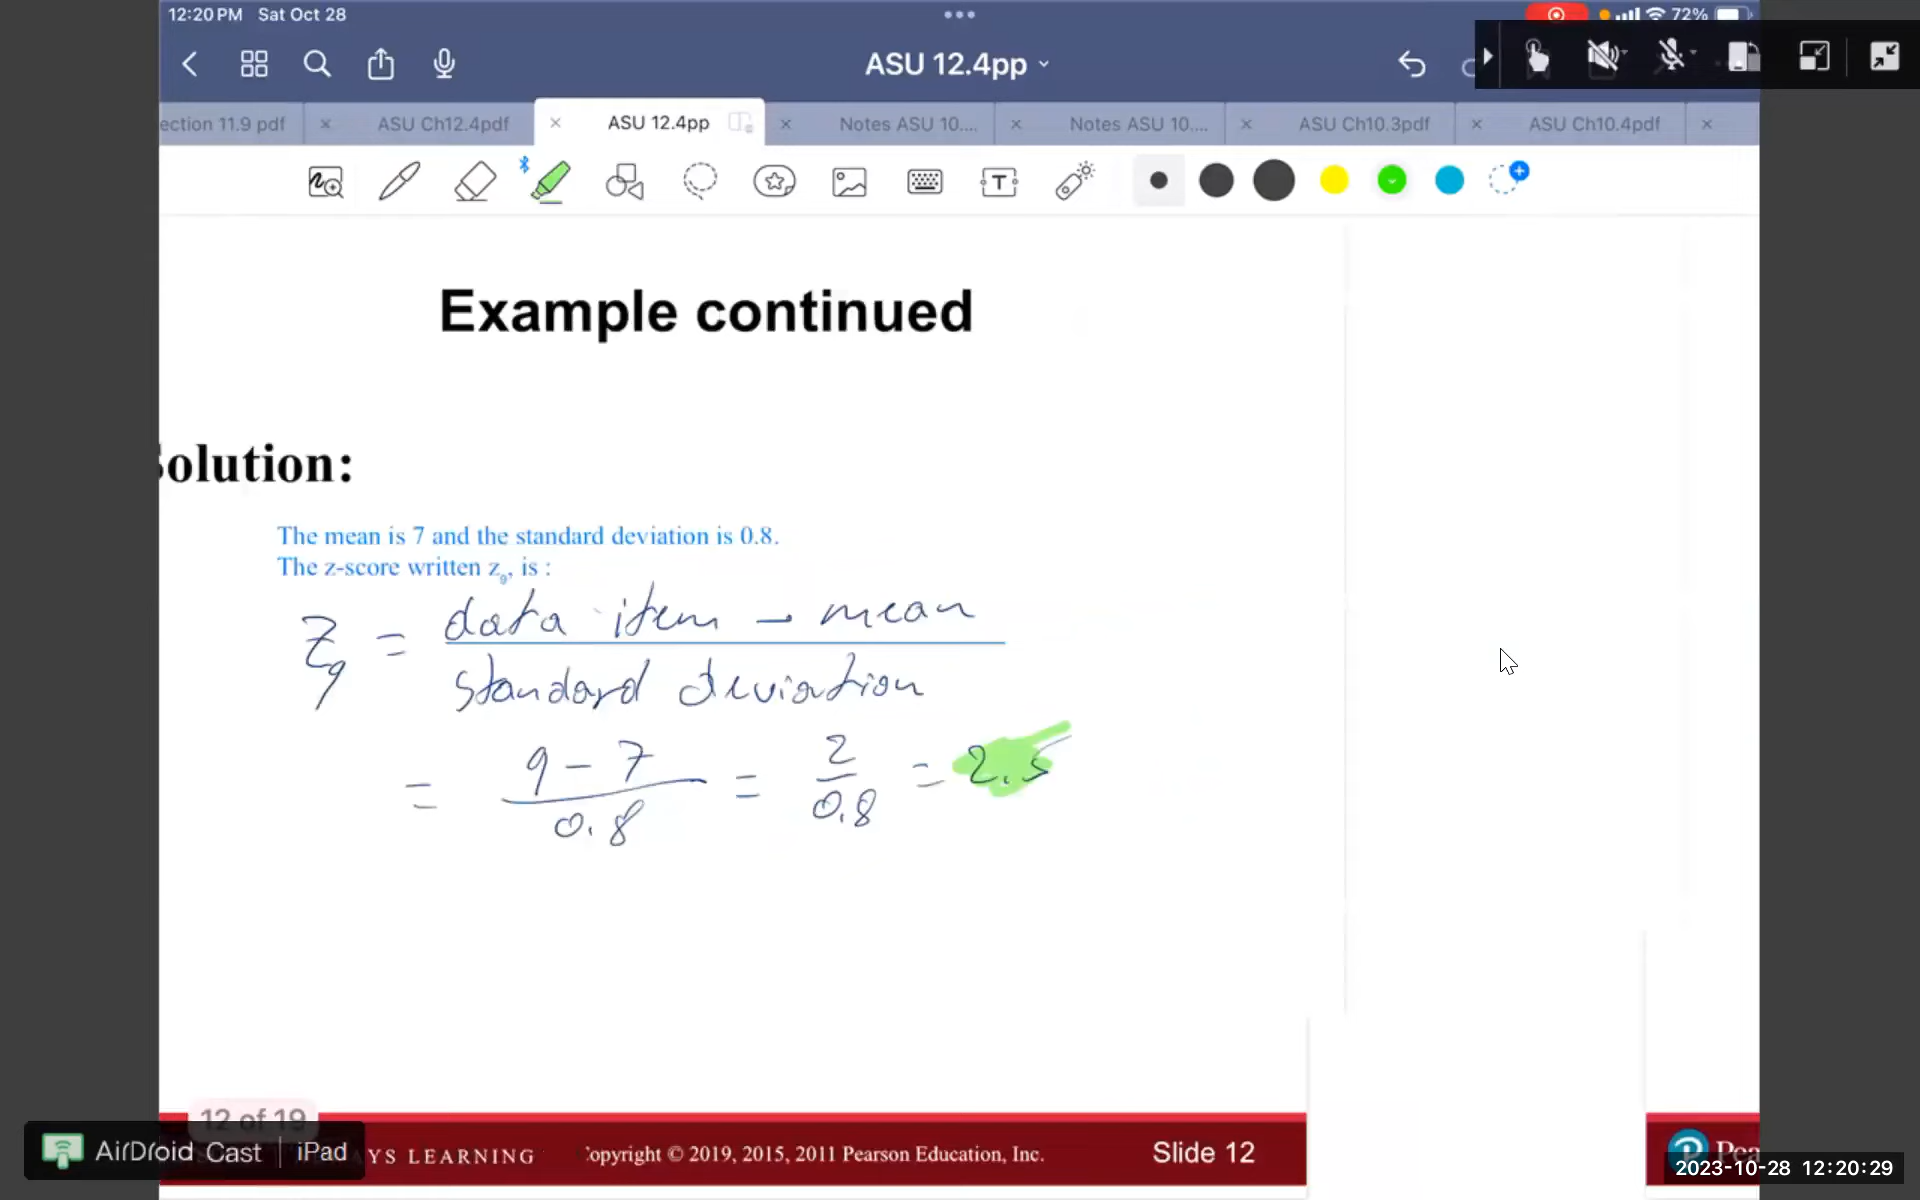 12:20 PM Sat Oct 28
72%
ASU 12.4pp
ection 11.9 pdf
ASU Ch12.4pdf
ASU 12.4pp
Notes ASU 10....
Notes ASU 10....
ASU Ch10.3pdf
ASU Ch10.4pdf
T
Example continued
olution:
The mean is 7 and the standard deviation is 0.8.
The z-score written z₉, is :
z₉ = data item - mean
standard deviation
= 9 - 7 = 2 = 2.5
0.8 0.8
12 of 19
AirDroid Cast | iPad
YS LEARNING
opyright © 2019, 2015, 2011 Pearson Education, Inc.
Slide 12
Pea
2023-10-28 12:20:29